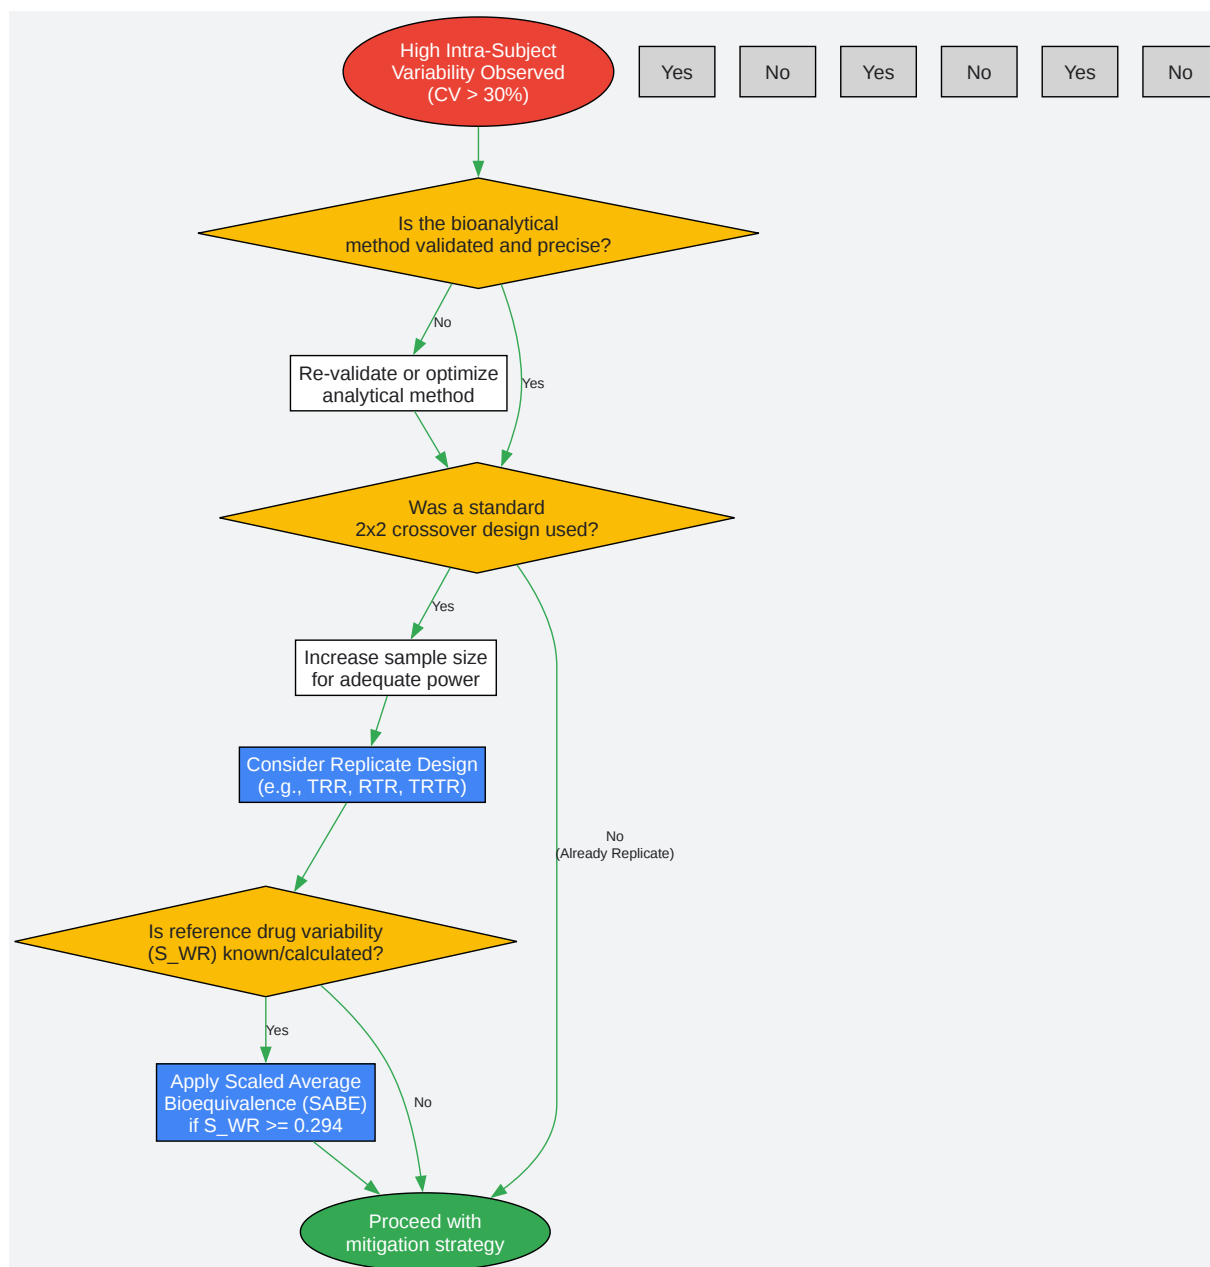 High Intra-Subject
Variability Observed
(CV > 30%)
Yes
No
Yes
No
Yes
No
Is the bioanalytical
method validated and precise?
No
Re-validate or optimize
analytical method
Yes
Was a standard
2x2 crossover design used?
Yes
Increase sample size
for adequate power
Consider Replicate Design
(e.g., TRR, RTR, TRTR)
No
(Already Replicate)
Is reference drug variability
(S_WR) known/calculated?
Yes
Apply Scaled Average
Bioequivalence (SABE)
if S_WR >= 0.294
No
Proceed with
mitigation strategy